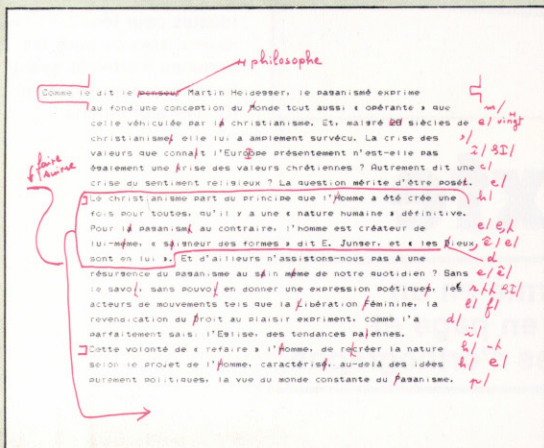 philosophe
Comme le dit le penseur Martin Heidegger, le paganisme exprime
au fond une conception du Monde tout aussi « opérante » que m/
celle véhiculée par la christianisme. Et, malgré 20 siècles de e/ vingt
christianisme, elle lui a amplement survécu. La crise des
valeurs que connaît l'Europe présentement n'est-elle pas
également une crise des valeurs chrétiennes ? Autrement dit une c/
crise du sentiment religieux ? La question mérite d'être posée. e/
faire suivre
Le christianisme part du principe que l'Homme a été crée une h/
fois pour toutes, qu'il y a une « nature humaine » définitive.
Pour le paganisme au contraire, l'homme est créateur de
lui-même, « seigneur des formes » dit E. Junger, et « les Dieux,
sont en lui ». Et d'ailleurs n'assistons-nous pas à une d
résurgence du paganisme au sein même de notre quotidien ? Sans
le savoir, sans pouvoir en donner une expression poétique, les
acteurs de mouvements tels que la Libération Féminine, la l/ f/
revendication du Droit au plaisir expriment, comme l'a d/
parfaitement saisi l'Eglise, des tendances païennes.
Cette volonté de « refaire » l'Homme, de recréer la nature h/
selon le projet de l'Homme, caractérise, au-delà des idées h/ e/
purement politiques, la vue du monde constante du Paganisme. p/